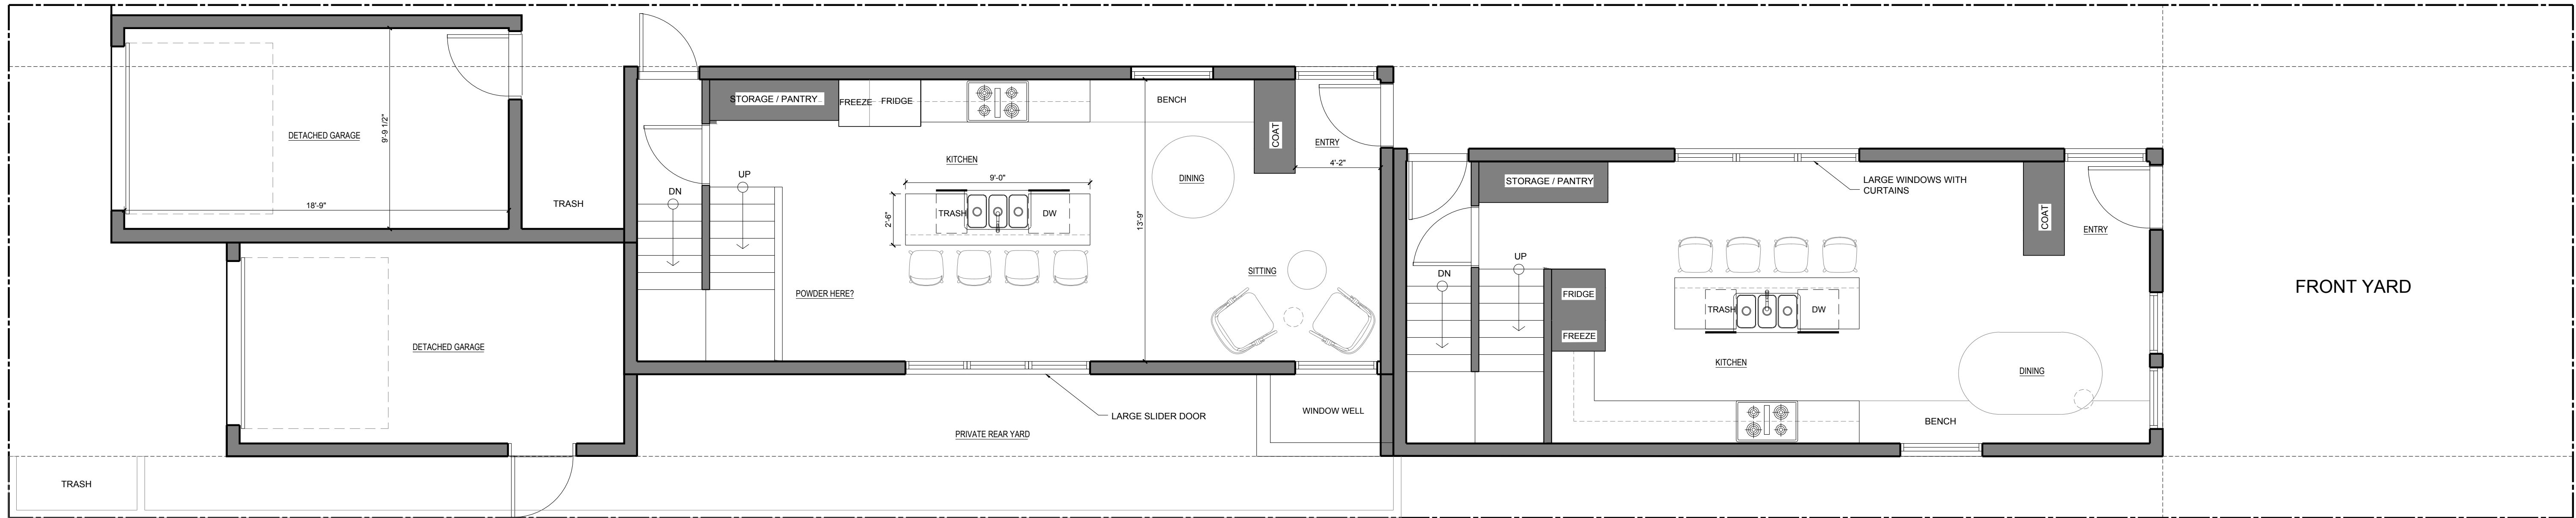 DETACHED GARAGE
9'-9 1/2"
18'-9"
TRASH
DETACHED GARAGE
TRASH
STORAGE / PANTRY
FREEZE
FRIDGE
BENCH
COAT
ENTRY
4'-2"
KITCHEN
DINING
DN
UP
9'-0"
2'-6"
TRASH
DW
13'-9"
POWDER HERE?
SITTING
LARGE SLIDER DOOR
WINDOW WELL
PRIVATE REAR YARD
STORAGE / PANTRY
LARGE WINDOWS WITH
CURTAINS
COAT
ENTRY
DN
UP
FRIDGE
FREEZE
TRASH
DW
KITCHEN
DINING
BENCH
FRONT YARD